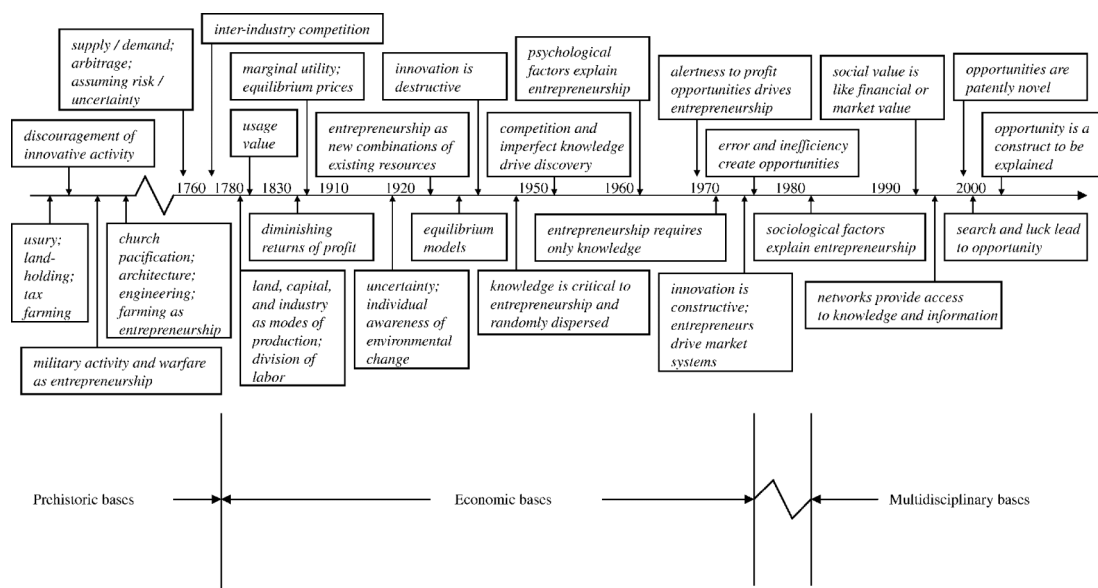 inter-industry competition
supply / demand;
arbitrage;
assuming risk /
uncertainty
marginal utility;
equilibrium prices
innovation is
destructive
psychological
factors explain
entrepreneurship
alertness to profit
opportunities drives
entrepreneurship
social value is
like financial or
market value
opportunities are
patently novel
discouragement of
innovative activity
usage
value
entrepreneurship as
new combinations of
existing resources
competition and
imperfect knowledge
drive discovery
error and inefficiency
create opportunities
opportunity is a
construct to be
explained
1760 1780 1830 1910 1920 1950 1960 1970 1980 1990 2000
usury;
land-
holding;
tax
farming
church
pacification;
architecture;
engineering;
farming as
entrepreneurship
diminishing
returns of profit
equilibrium
models
entrepreneurship requires
only knowledge
sociological factors
explain entrepreneurship
search and luck lead
to opportunity
military activity and warfare
as entrepreneurship
land, capital,
and industry
as modes of
production;
division of
labor
uncertainty;
individual
awareness of
environmental
change
knowledge is critical to
entrepreneurship and
randomly dispersed
innovation is
constructive;
entrepreneurs
drive market
systems
networks provide access
to knowledge and information
Prehistoric bases
Economic bases
Multidisciplinary bases